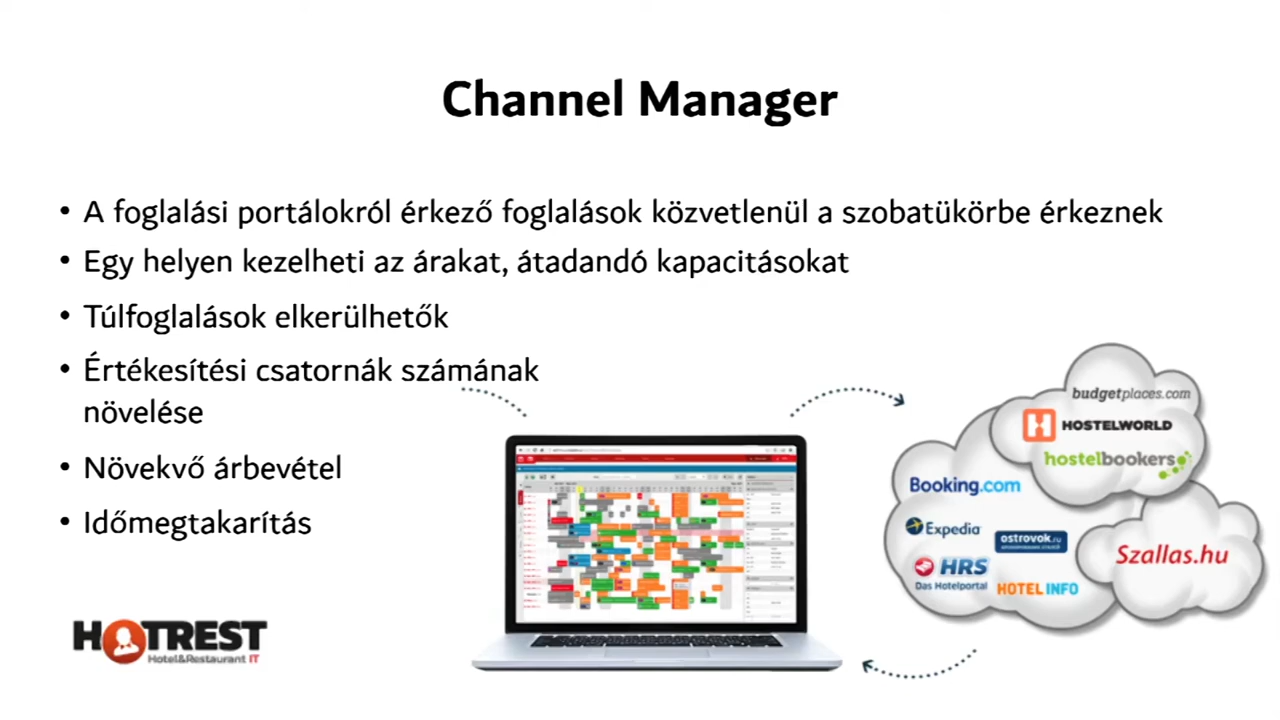 Channel Manager
• A foglalási portálokról érkező foglalások közvetlenül a szobatükörbe érkeznek
• Egy helyen kezelheti az árakat, átadandó kapacitásokat
• Túlfoglalások elkerülhetők
• Értékesítési csatornák számának
növelése
• Növekvő árbevétel
• Időmegtakarítás
budgetplaces.com
HOSTELWORLD
hostelbookers
Booking.com
Expedia
ostrovok.ru
Szallas.hu
HRS
Das Hotelportal
HOTEL INFO
HOTREST
Hotel&Restaurant IT